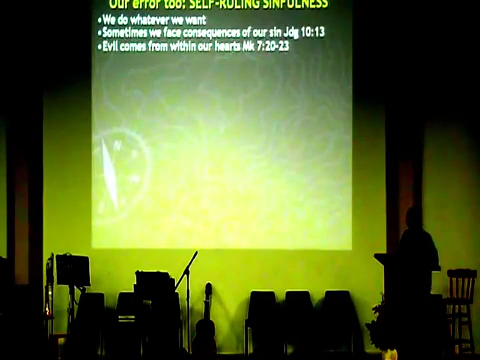 Our error too: SELF-RULING SINFULNESS
•We do whatever we want
•Sometimes we face consequences of our sin Jdg 10:13
•Evil comes from within our hearts Mk 7:20-23
N